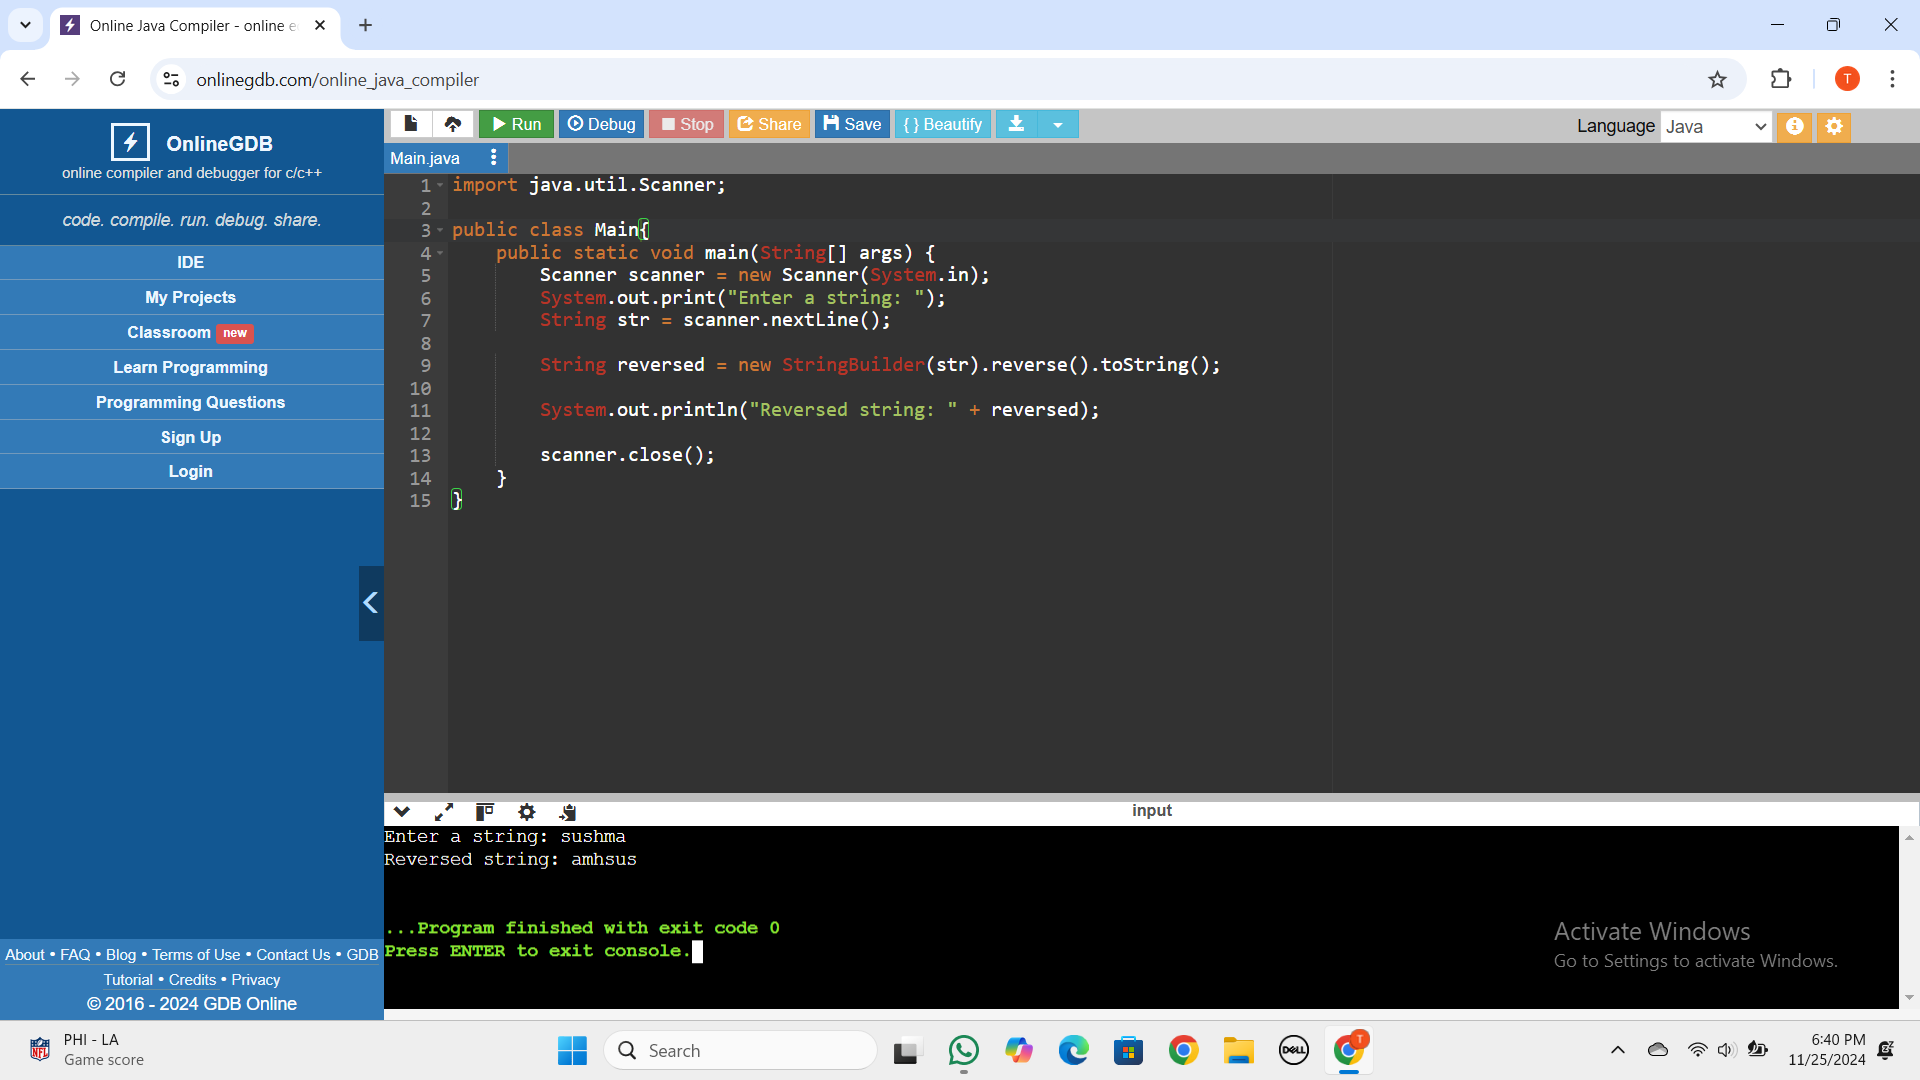 Online Java Compiler - online e
onlinegdb.com/online_java_compiler
T
OnlineGDB
online compiler and debugger for c/c++
code. compile. run. debug. share.
IDE
My Projects
Classroom new
Learn Programming
Programming Questions
Sign Up
Login
About • FAQ • Blog • Terms of Use • Contact Us • GDB
Tutorial • Credits • Privacy
© 2016 - 2024 GDB Online
Run Debug Stop Share Save { } Beautify
Language Java
Main.java
1 import java.util.Scanner;
2
3 public class Main{
4     public static void main(String[] args) {
5         Scanner scanner = new Scanner(System.in);
6         System.out.print("Enter a string: ");
7         String str = scanner.nextLine();
8
9         String reversed = new StringBuilder(str).reverse().toString();
10
11         System.out.println("Reversed string: " + reversed);
12
13         scanner.close();
14     }
15 }
input
Enter a string: sushma
Reversed string: amhsus
...Program finished with exit code 0
Press ENTER to exit console.
Activate Windows
Go to Settings to activate Windows.
NFL
PHI - LA
Game score
Search
DELL
T
6:40 PM
11/25/2024